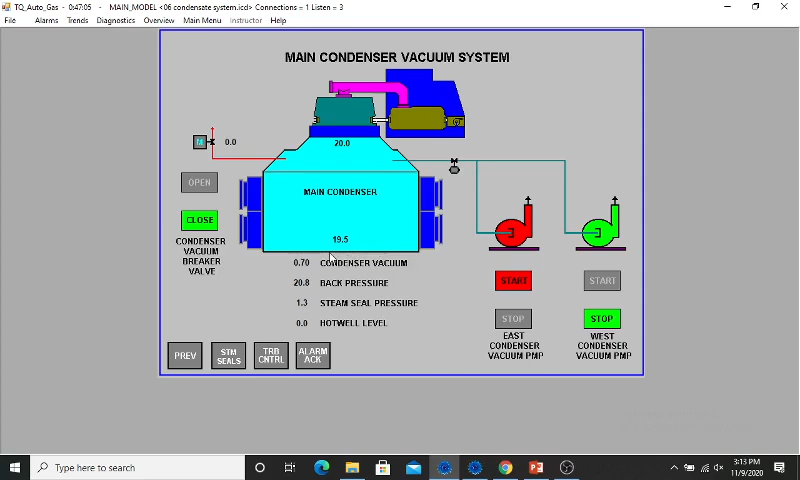 TQ_Auto_Gas - 0:47:05 - MAIN_MODEL <06 condensate system.icd> Connections = 1 Listen = 3
File Alarms Trends Diagnostics Overview Main Menu Instructor Help
MAIN CONDENSER VACUUM SYSTEM
M
0.0
20.0
OPEN
MAIN CONDENSER
CLOSE
19.5
CONDENSER
VACUUM
BREAKER
VALVE
0.70 CONDENSER VACUUM
20.8 BACK PRESSURE
1.3 STEAM SEAL PRESSURE
0.0 HOTWELL LEVEL
START
STOP
EAST
CONDENSER
VACUUM PMP
START
STOP
WEST
CONDENSER
VACUUM PMP
PREV
STM
SEALS
TRB
CNTRL
ALARM
ACK
Type here to search
3:13 PM
11/9/2020